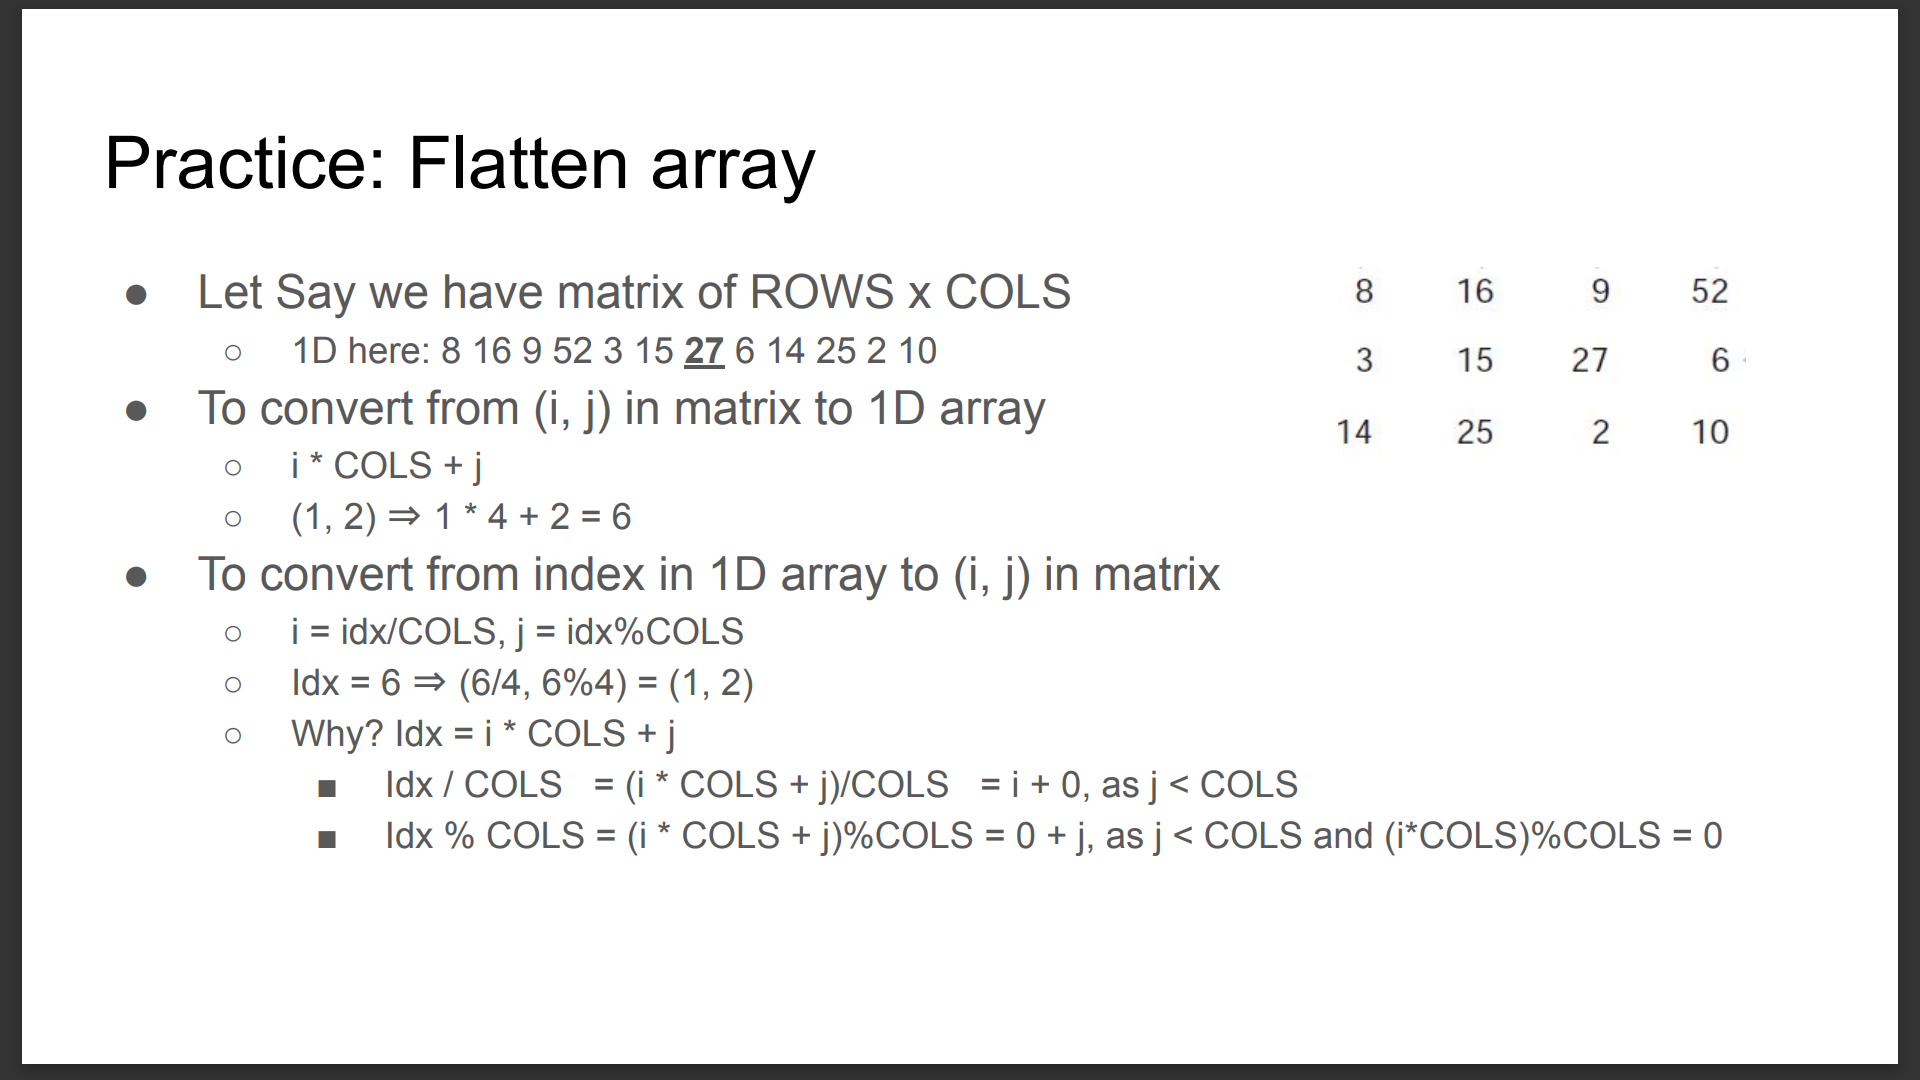 Practice: Flatten array
● Let Say we have matrix of ROWS x COLS
○ 1D here: 8 16 9 52 3 15 27 6 14 25 2 10
● To convert from (i, j) in matrix to 1D array
○ i * COLS + j
○ (1, 2) ⇒ 1 * 4 + 2 = 6
● To convert from index in 1D array to (i, j) in matrix
○ i = idx/COLS, j = idx%COLS
○ Idx = 6 ⇒ (6/4, 6%4) = (1, 2)
○ Why? Idx = i * COLS + j
■ Idx / COLS = (i * COLS + j)/COLS = i + 0, as j < COLS
■ Idx % COLS = (i * COLS + j)%COLS = 0 + j, as j < COLS and (i*COLS)%COLS = 0
8 16 9 52
3 15 27 6
14 25 2 10